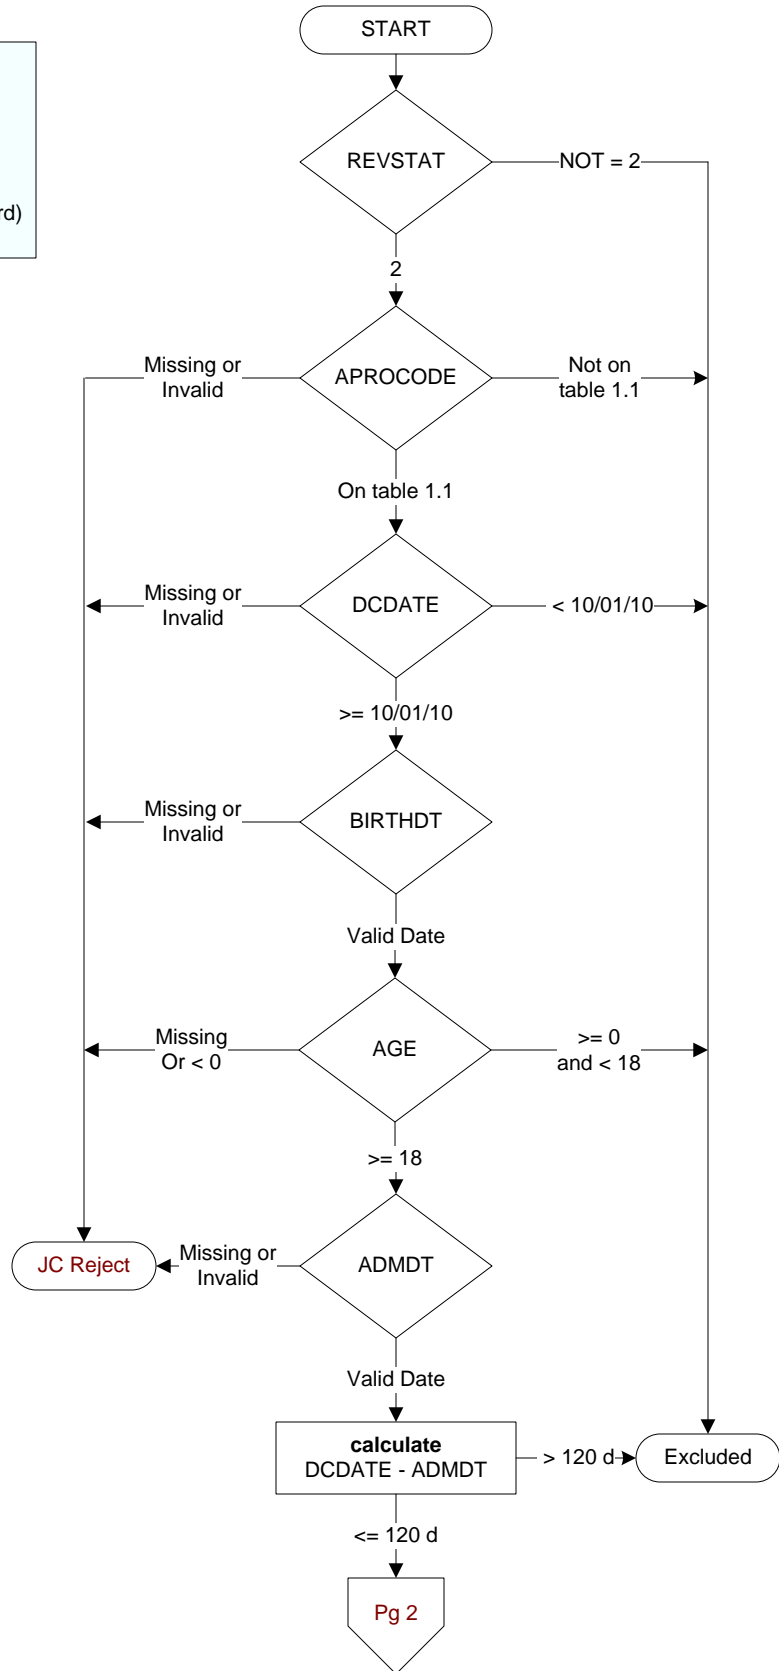 START
rd)
REVSTAT
NOT = 2
2
Missing or
Invalid
APROCODE
Not on
table 1.1
On table 1.1
Missing or
Invalid
DCDATE
< 10/01/10
>= 10/01/10
Missing or
Invalid
BIRTHDT
Valid Date
Missing
Or < 0
AGE
>= 0
and < 18
>= 18
JC Reject
Missing or
Invalid
ADMDT
Valid Date
calculate
DCDATE - ADMDT
> 120 d
Excluded
<= 120 d
Pg 2